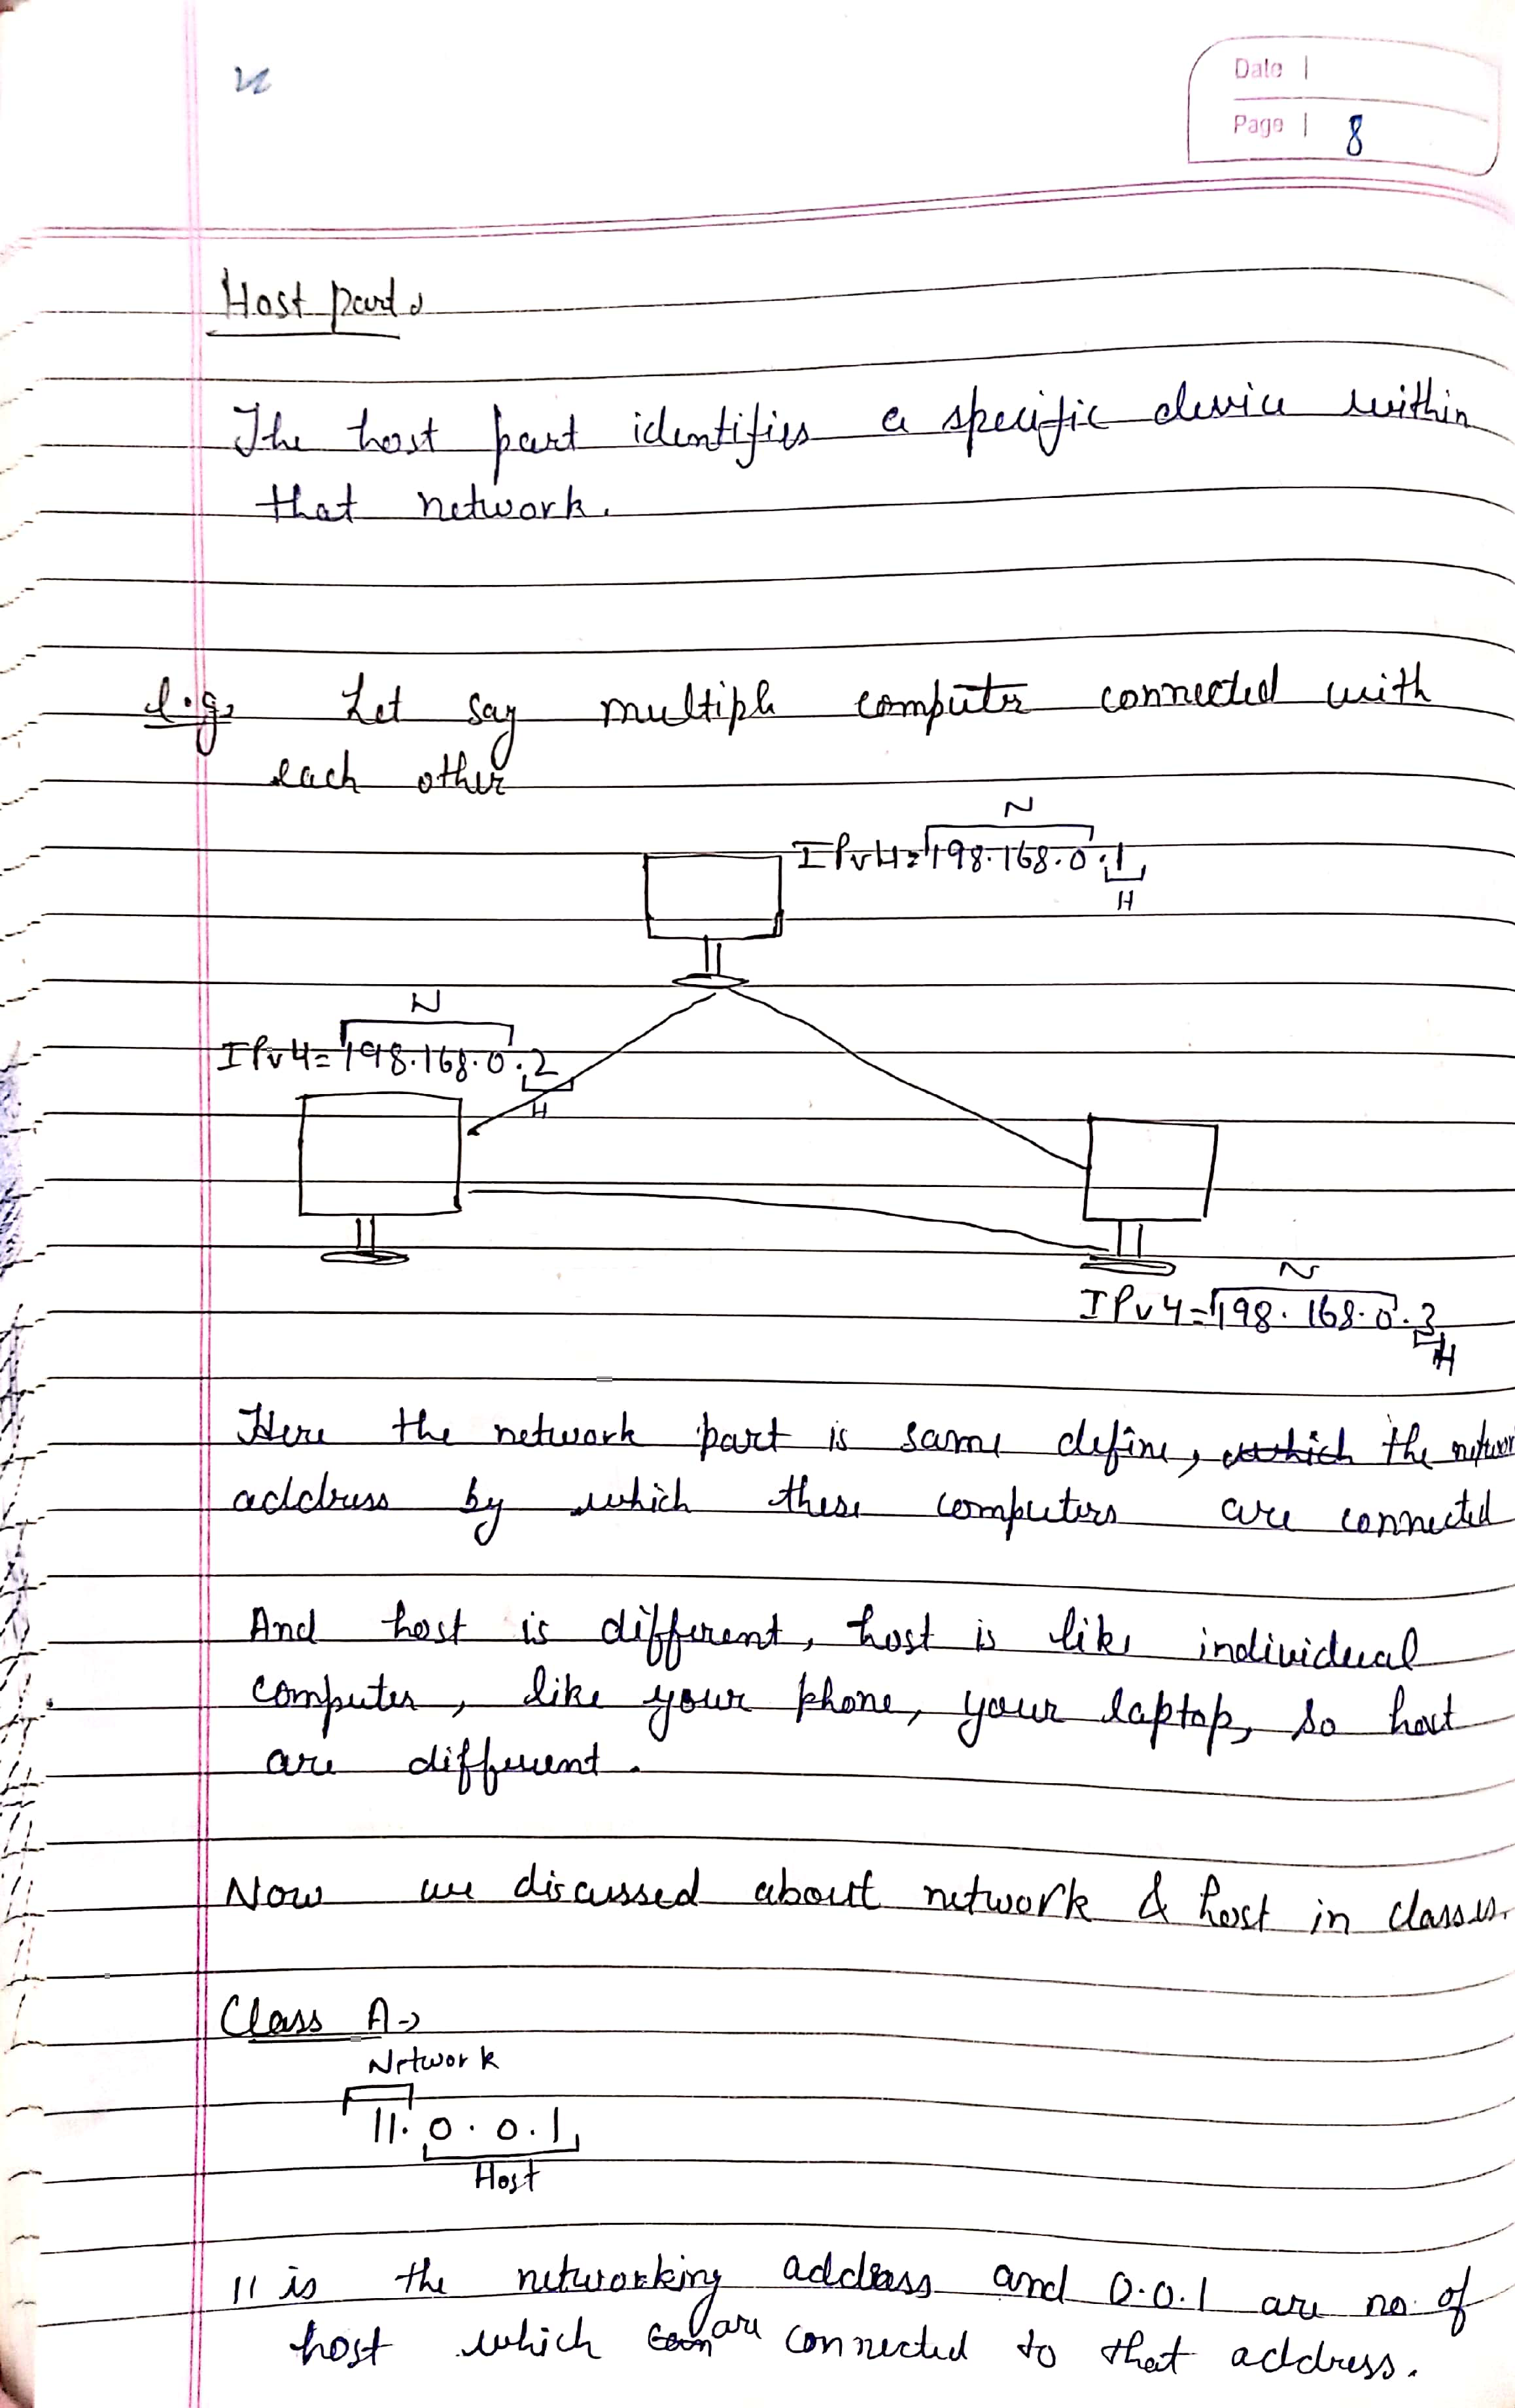 Date
Page 8
Host part
The host part identifies a specific device within
that network.
e.g. Let say multiple computer connected with
each other
N
IPv4=198.168.0.1
H
N
IPv4=198.168.0.2
H
N
IPv4=198.168.0.3
H
Here the network part is same define, which the networ
address by which these computers are connected
And host is different, host is like individual
computer, like your phone, your laptop, so host
are different.
Now we discussed about network & host in classes.
Class A→
Network
11.0.0.1
Host
11 is the networking address and 0.0.1 are no. of
host which are connected to that address.